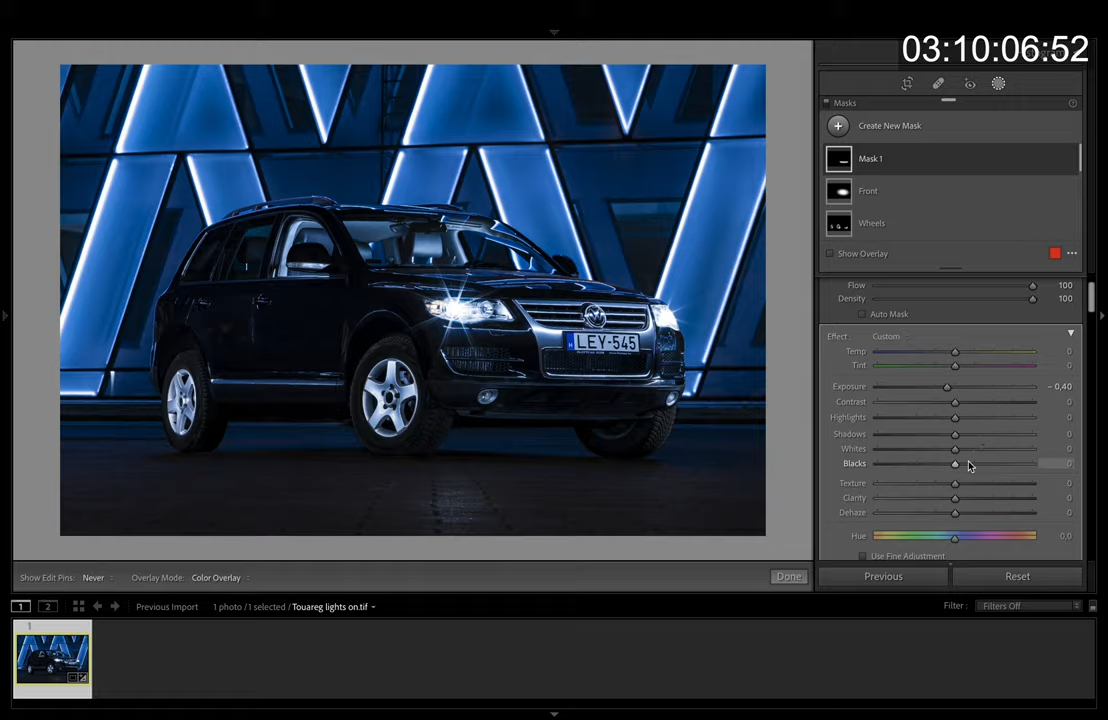 03:10:06:52
Masks
Create New Mask
Mask 1
Front
Wheels
Show Overlay
Flow 100
Density 100
Auto Mask
Effect : Custom
Temp 0
Tint 0
Exposure – 0,40
Contrast 0
Highlights 0
Shadows 0
Whites 0
Blacks 0
Texture 0
Clarity 0
Dehaze 0
Hue 0,0
Use Fine Adjustment
H LEY-545
Show Edit Pins: Never Overlay Mode: Color Overlay Done
Previous Reset
1 2 Previous Import 1 photo / 1 selected / Touareg lights on.tif Filter : Filters Off
1